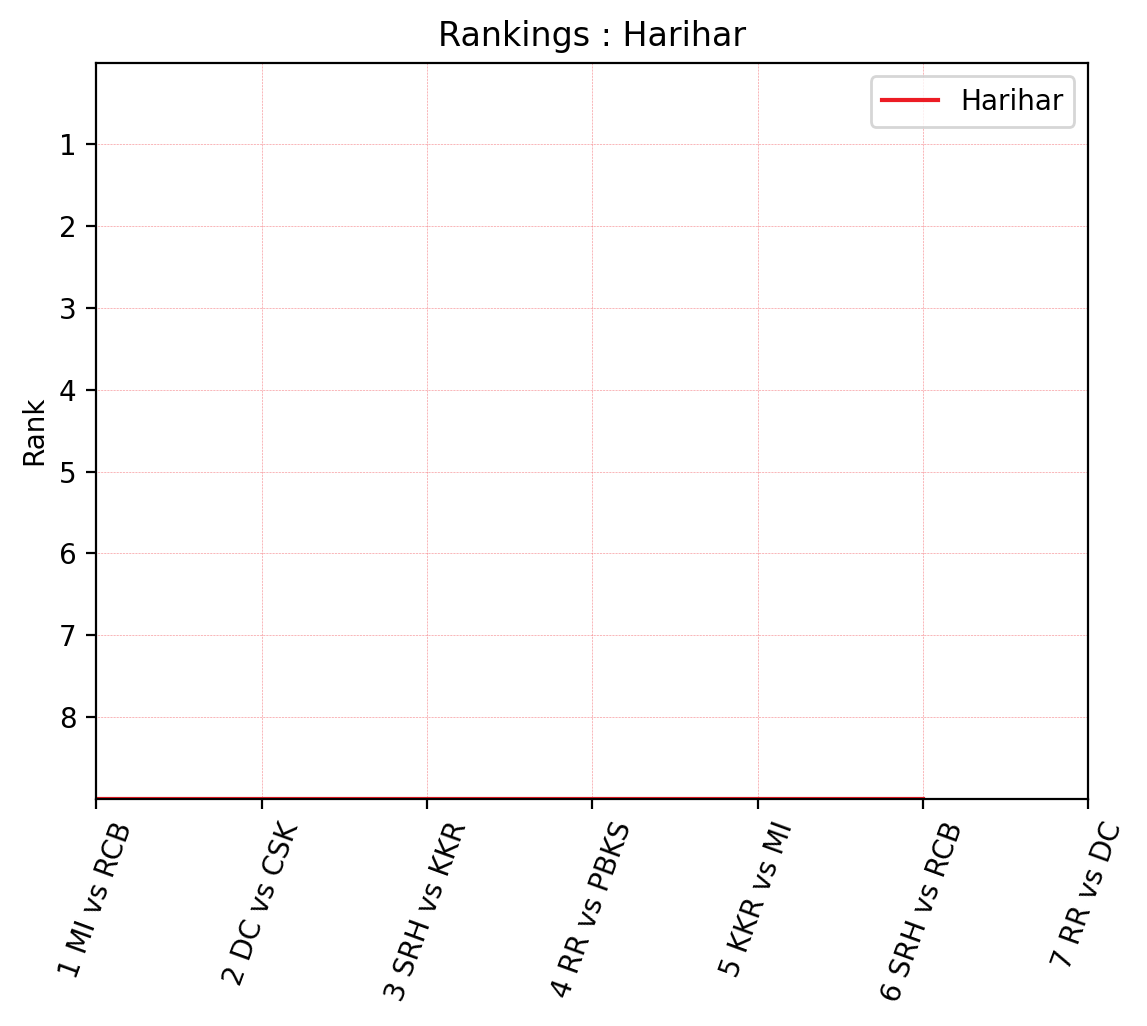 Rankings : Harihar
Harihar
Rank
1
2
3
4
5
6
7
8
1 MI vs RCB
2 DC vs CSK
3 SRH vs KKR
4 RR vs PBKS
5 KKR vs MI
6 SRH vs RCB
7 RR vs DC